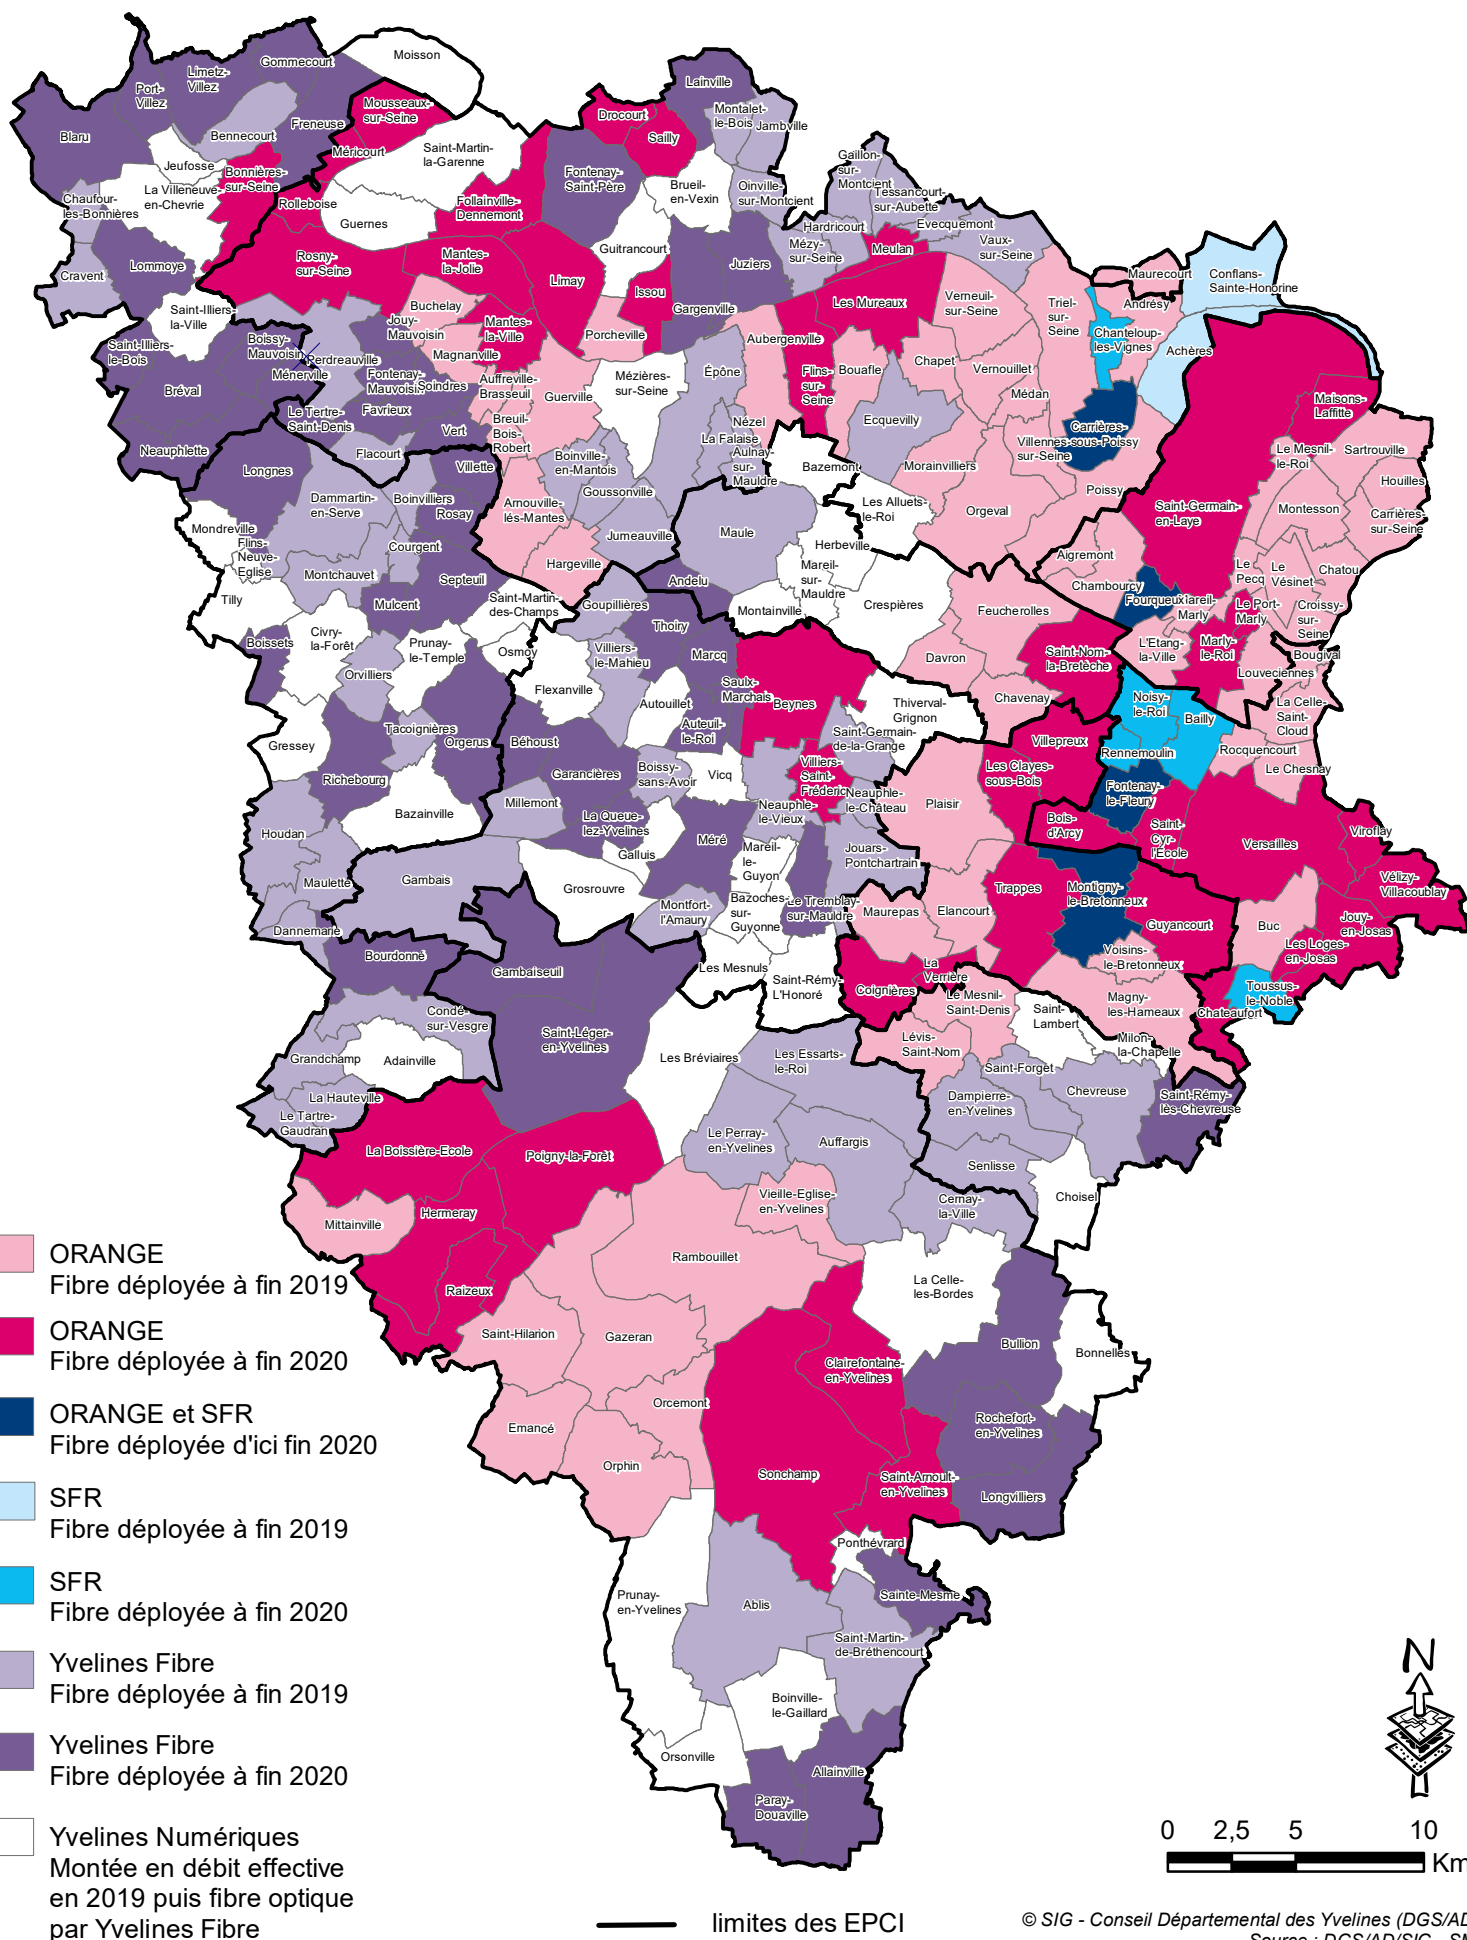 Moisson
Gommecourt
Limetz-
Villez
Port-
Villez
Lainville
Mousseaux-
sur-Seine
Drocourt
Montalet-
le-Bois
Jambville
Freneuse
Blaru
Bennecourt
Sailly
Méricourt
Saint-Martin-
la-Garenne
Jeufosse
Bonnières-
sur-Seine
Fontenay-
Saint-Père
Gaillon-
sur-
Montcient
La Villeneuve-
en-Chevrie
Brueil-
en-Vexin
Oinville-
sur-Montcient
Tessancourt-
sur-Aubette
Chaufour-
les-Bonnières
Rolleboise
Follainville-
Dennemont
Guernes
Hardricourt
Evecquemont
Guitrancourt
Mézy-
sur-Seine
Meulan
Vaux-
sur-Seine
Rosny-
sur-Seine
Mantes-
la-Jolie
Lommoye
Juziers
Cravent
Limay
Issou
Maurecourt
Conflans-
Sainte-Honorine
Saint-Illiers-
la-Ville
Buchelay
Gargenville
Les Mureaux
Verneuil-
sur-Seine
Triel-
sur-
Seine
Andrésy
Jouy-
Mauvoisin
Mantes-
la-Ville
Porcheville
Aubergenville
Chanteloup-
les-Vignes
Saint-Illiers-
le-Bois
Boissy-
Mauvoisin
Perdreauville
Magnanville
Achères
Ménerville
Fontenay-
Mauvoisin
Soindres
Auffreville-
Brasseuil
Mézières-
sur-Seine
Épône
Flins-
sur-
Seine
Bouafle
Chapet
Vernouillet
Bréval
Guerville
Médan
Maisons-
Laffitte
Le Tertre-
Saint-Denis
Favrieux
Breuil-
Bois-
Robert
Nézel
Ecquevilly
Carrières-
sous-Poissy
Vert
La Falaise
Villennes-
sur-Seine
Neauphlette
Flacourt
Boinville-
en-Mantois
Aulnay-
sur-
Mauldre
Le Mesnil-
le-Roi
Sartrouville
Longnes
Villette
Bazemont
Morainvilliers
Houilles
Dammartin-
en-Serve
Boinvilliers
Rosay
Arnouville-
lès-Mantes
Goussonville
Les Alluets-
le-Roi
Orgeval
Poissy
Saint-Germain-
en-Laye
Montesson
Carrières-
sur-Seine
Mondreville
Flins-
Neuve-
Eglise
Jumeauville
Maule
Herbeville
Courgent
Hargeville
Aigremont
Le
Pecq
Le
Vésinet
Chatou
Montchauvet
Septeuil
Andelu
Mareil-
sur-
Mauldre
Chambourcy
Fourqueux
Mareil-
Marly
Le Port-
Marly
Croissy-
sur-
Seine
Tilly
Mulcent
Saint-Martin-
des-Champs
Goupillières
Montainville
Crespières
Feucherolles
Civry-
la-Forêt
Thoiry
Boissets
Prunay-
le-Temple
Osmoy
Villiers-
le-Mahieu
Marcq
Davron
Saint-Nom-
la-Bretèche
L'Etang-
la-Ville
Marly-
le-Roi
Bougival
Louveciennes
Orvilliers
Flexanville
Saulx-
Marchais
Beynes
Chavenay
Noisy-
le-Roi
Bailly
La Celle-
Saint-
Cloud
Autouillet
Thiverval-
Grignon
Tacoignières
Orgerus
Béhoust
Auteuil-
le-Roi
Saint-Germain-
de-la-Grange
Villepreux
Rennemoulin
Rocquencourt
Gressey
Le Chesnay
Richebourg
Garancières
Boissy-
sans-Avoir
Vicq
Villiers-
Saint-
Frédéric
Les Clayes-
sous-Bois
Fontenay-
le-Fleury
Millemont
Neauphle-
le-Vieux
Neauphle-
le-Château
Plaisir
Bazainville
La Queue-
lez-Yvelines
Bois-
d'Arcy
Saint-
Cyr-
l'École
Versailles
Viroflay
Houdan
Galluis
Méré
Mareil-
le-
Guyon
Jouars-
Pontchartrain
Maulette
Gambais
Grosrouvre
Trappes
Montigny-
le-Bretonneux
Vélizy-
Villacoublay
Montfort-
l'Amaury
Bazoches-
sur-
Guyonne
Le Tremblay-
sur-Mauldre
Maurepas
Elancourt
Guyancourt
Buc
Jouy-
en-Josas
Dannemarie
Les Loges-
en-Josas
Bourdonné
Gambaiseuil
Les Mesnuls
Saint-Rémy-
L'Honoré
Coignières
La
Verrière
Voisins-
le-Bretonneux
Toussus-
le-Noble
Le Mesnil-
Saint-Denis
Magny-
les-Hameaux
Chateaufort
Condé-
sur-Vesgre
Saint-Léger-
en-Yvelines
Saint-
Lambert
Grandchamp
Adainville
Les Bréviaires
Les Essarts-
le-Roi
Lévis-
Saint-Nom
Milon-
la-Chapelle
Saint-Forget
La Hauteville
Chevreuse
Saint-Rémy-
lès-Chevreuse
Le Tartre-
Gaudran
Dampierre-
en-Yvelines
La Boissière-Ecole
Poigny-la-Forêt
Le Perray-
en-Yvelines
Auffargis
Senlisse
Mittainville
Hermeray
Vieille-Eglise-
en-Yvelines
Cernay-
la-Ville
Choisel
Rambouillet
Raizeux
La Celle-
les-Bordes
Saint-Hilarion
Gazeran
Bullion
Bonnelles
Clairefontaine-
en-Yvelines
Orcemont
Emancé
Rochefort-
en-Yvelines
Orphin
Sonchamp
Saint-Arnoult-
en-Yvelines
Longvilliers
Ponthévrard
Prunay-
en-Yvelines
Ablis
Sainte-Mesme
Saint-Martin-
de-Bréthencourt
Boinville-
le-Gaillard
Orsonville
Allainville
Paray-
Douaville
ORANGE
Fibre déployée à fin 2019
ORANGE
Fibre déployée à fin 2020
ORANGE et SFR
Fibre déployée d'ici fin 2020
SFR
Fibre déployée à fin 2019
SFR
Fibre déployée à fin 2020
Yvelines Fibre
Fibre déployée à fin 2019
Yvelines Fibre
Fibre déployée à fin 2020
Yvelines Numériques
Montée en débit effective
en 2019 puis fibre optique
par Yvelines Fibre
limites des EPCI
N
0 2,5 5 10
Km
© SIG - Conseil Départemental des Yvelines (DGS/AD
Source : DGS/AD/SIG - SM